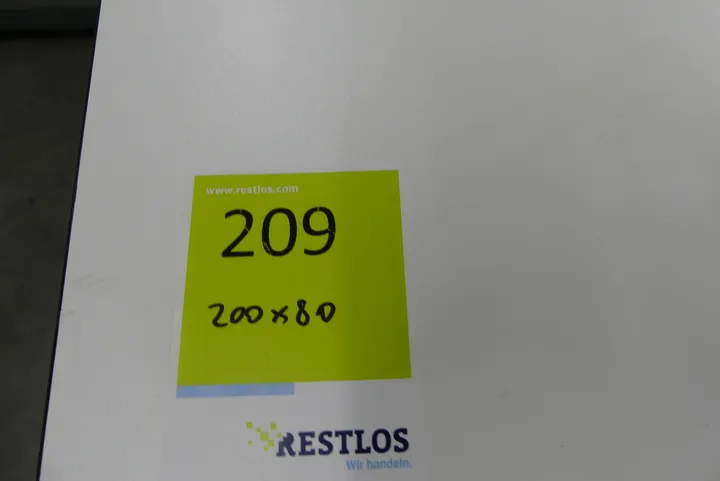 www.restlos.com
209
200x80
RESTLOS
Wir handeln.